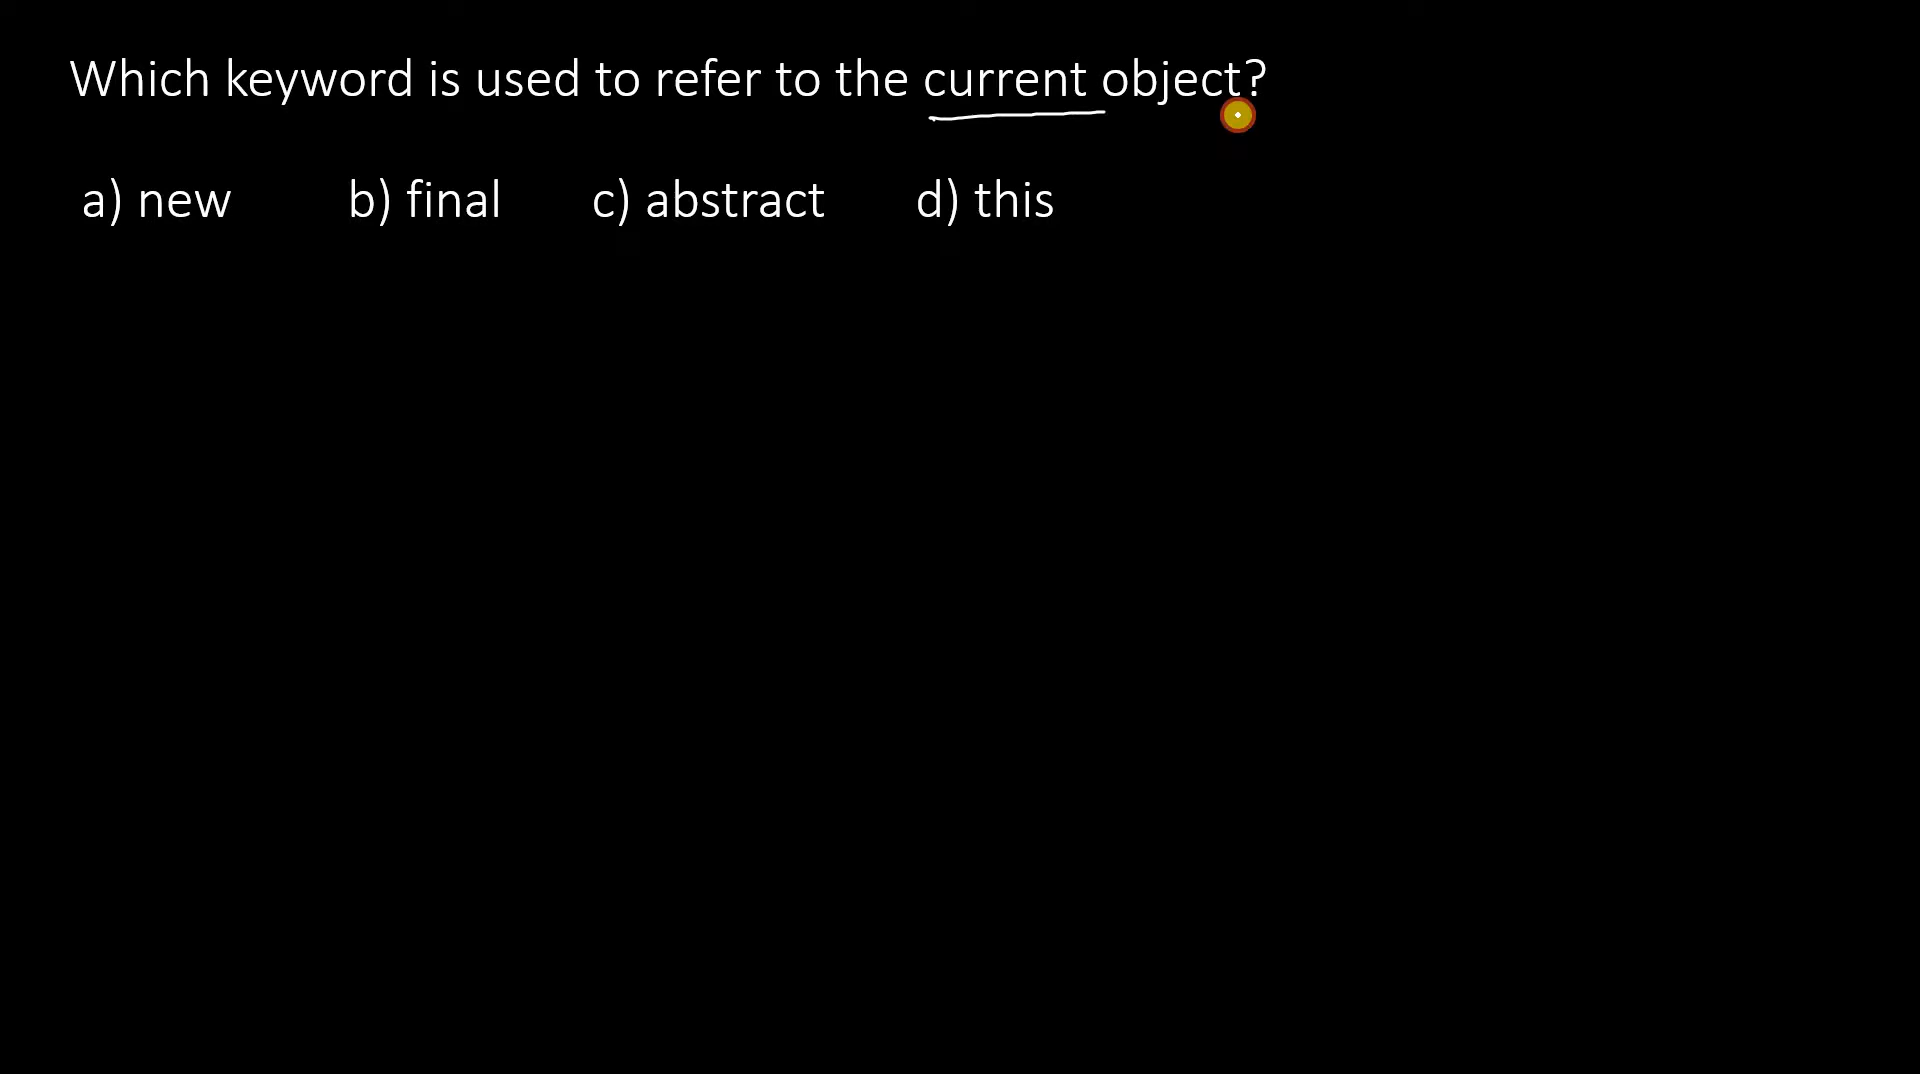 Which keyword is used to refer to the current object?
a) new b) final c) abstract d) this